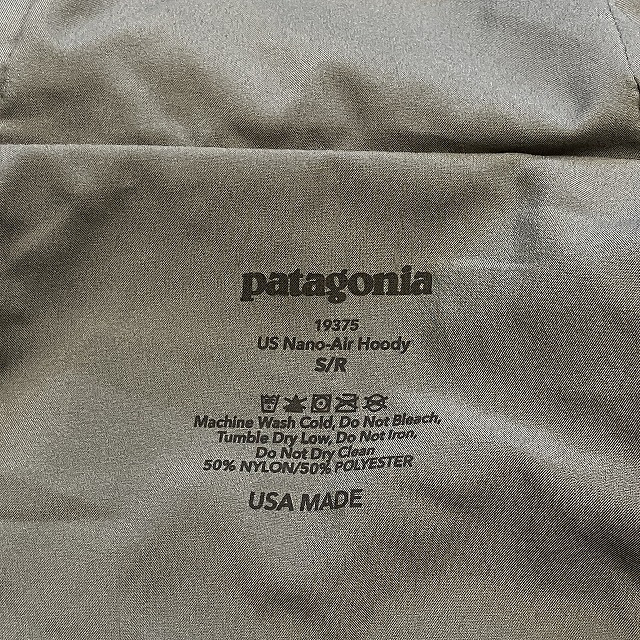 patagonia
19375
US Nano-Air Hoody
S/R
Machine Wash Cold, Do Not Bleach,
Tumble Dry Low, Do Not Iron,
Do Not Dry Clean
50% NYLON/50% POLYESTER
USA MADE